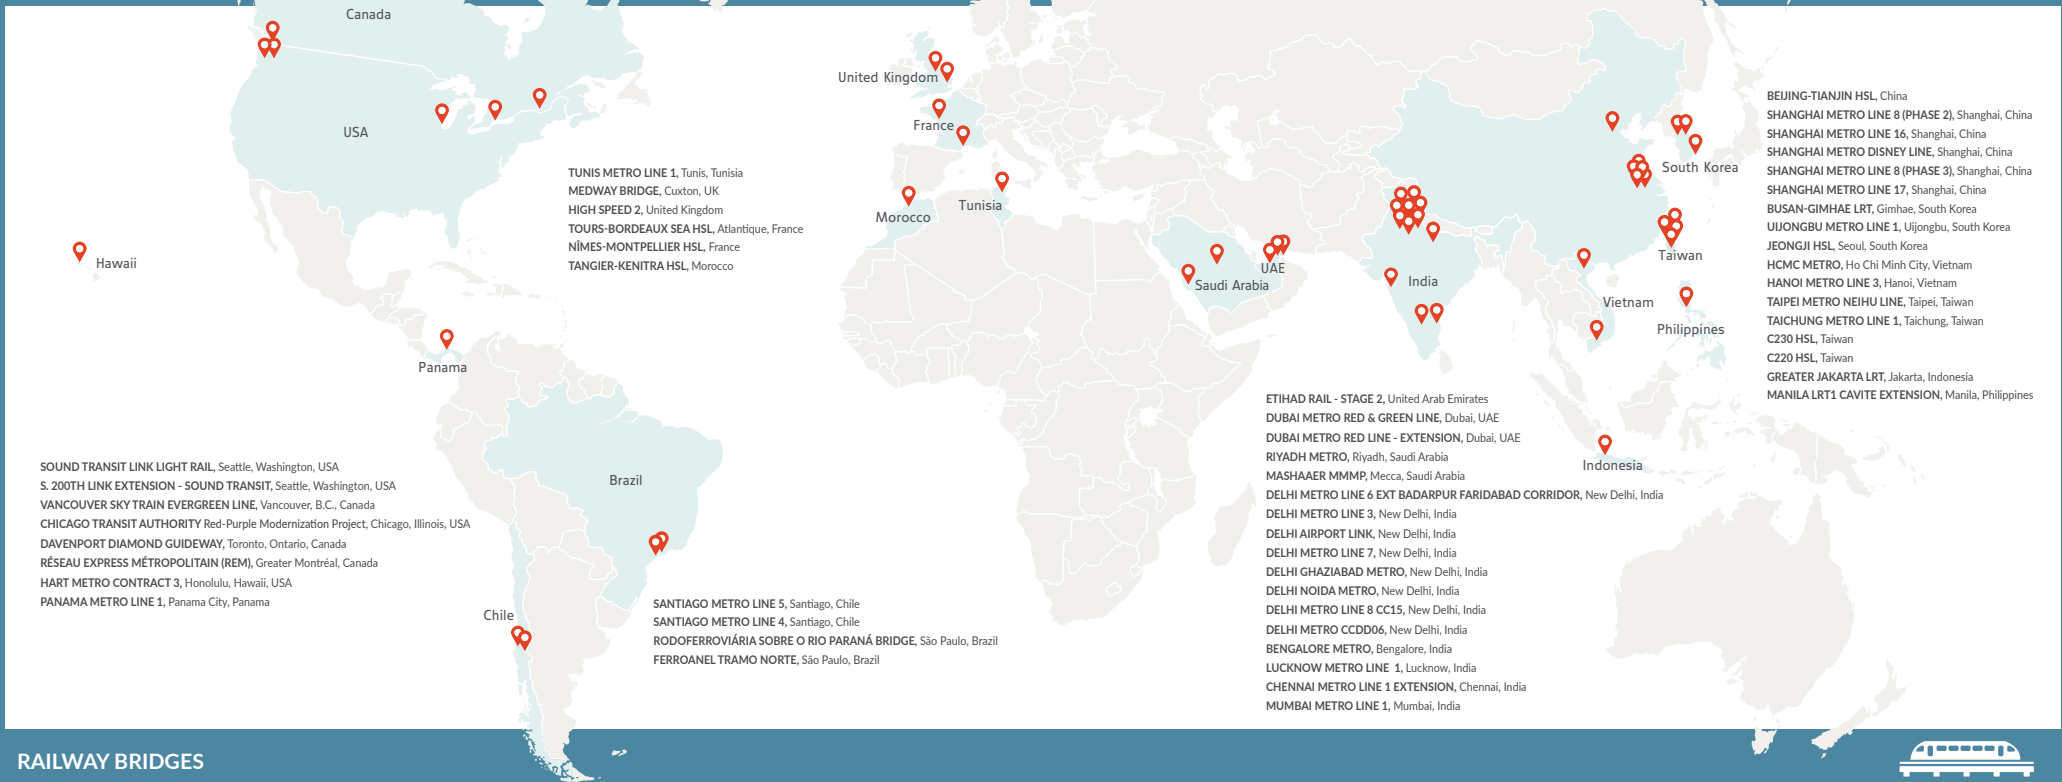 Canada
USA
Hawaii
Panama
Brazil
Chile
United Kingdom
France
Morocco
Tunisia
Saudi Arabia
UAE
India
South Korea
Taiwan
Vietnam
Philippines
Indonesia
SOUND TRANSIT LINK LIGHT RAIL, Seattle, Washington, USA
S. 200TH LINK EXTENSION - SOUND TRANSIT, Seattle, Washington, USA
VANCOUVER SKY TRAIN EVERGREEN LINE, Vancouver, B.C., Canada
CHICAGO TRANSIT AUTHORITY Red-Purple Modernization Project, Chicago, Illinois, USA
DAVENPORT DIAMOND GUIDEWAY, Toronto, Ontario, Canada
RÉSEAU EXPRESS MÉTROPOLITAIN (REM), Greater Montréal, Canada
HART METRO CONTRACT 3, Honolulu, Hawaii, USA
PANAMA METRO LINE 1, Panama City, Panama
TUNIS METRO LINE 1, Tunis, Tunisia
MEDWAY BRIDGE, Cuxton, UK
HIGH SPEED 2, United Kingdom
TOURS-BORDEAUX SEA HSL, Atlantique, France
NÎMES-MONTPELLIER HSL, France
TANGIER-KENITRA HSL, Morocco
SANTIAGO METRO LINE 5, Santiago, Chile
SANTIAGO METRO LINE 4, Santiago, Chile
RODOFERROVIÁRIA SOBRE O RIO PARANÁ BRIDGE, São Paulo, Brazil
FERROANEL TRAMO NORTE, São Paulo, Brazil
ETIHAD RAIL - STAGE 2, United Arab Emirates
DUBAI METRO RED & GREEN LINE, Dubai, UAE
DUBAI METRO RED LINE - EXTENSION, Dubai, UAE
RIYADH METRO, Riyadh, Saudi Arabia
MASHAAER MMMP, Mecca, Saudi Arabia
DELHI METRO LINE 6 EXT BADARPUR FARIDABAD CORRIDOR, New Delhi, India
DELHI METRO LINE 3, New Delhi, India
DELHI AIRPORT LINK, New Delhi, India
DELHI METRO LINE 7, New Delhi, India
DELHI GHAZIABAD METRO, New Delhi, India
DELHI NOIDA METRO, New Delhi, India
DELHI METRO LINE 8 CC15, New Delhi, India
DELHI METRO CCDD06, New Delhi, India
BENGALORE METRO, Bengalore, India
LUCKNOW METRO LINE 1, Lucknow, India
CHENNAI METRO LINE 1 EXTENSION, Chennai, India
MUMBAI METRO LINE 1, Mumbai, India
BEIJING-TIANJIN HSL, China
SHANGHAI METRO LINE 8 (PHASE 2), Shanghai, China
SHANGHAI METRO LINE 16, Shanghai, China
SHANGHAI METRO DISNEY LINE, Shanghai, China
SHANGHAI METRO LINE 8 (PHASE 3), Shanghai, China
SHANGHAI METRO LINE 17, Shanghai, China
BUSAN-GIMHAE LRT, Gimhae, South Korea
UIJONGBU METRO LINE 1, Uijongbu, South Korea
JEONGJI HSL, Seoul, South Korea
HCMC METRO, Ho Chi Minh City, Vietnam
HANOI METRO LINE 3, Hanoi, Vietnam
TAIPEI METRO NEIHU LINE, Taipei, Taiwan
TAICHUNG METRO LINE 1, Taichung, Taiwan
C230 HSL, Taiwan
C220 HSL, Taiwan
GREATER JAKARTA LRT, Jakarta, Indonesia
MANILA LRT1 CAVITE EXTENSION, Manila, Philippines
RAILWAY BRIDGES